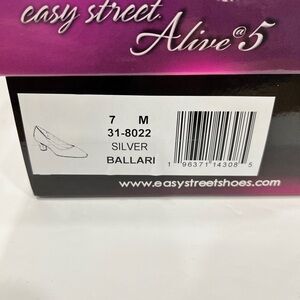 easy street
Alive@5
7 M
31-8022
SILVER
BALLARI
1 96371 14308 5
www.easystreetshoes.com